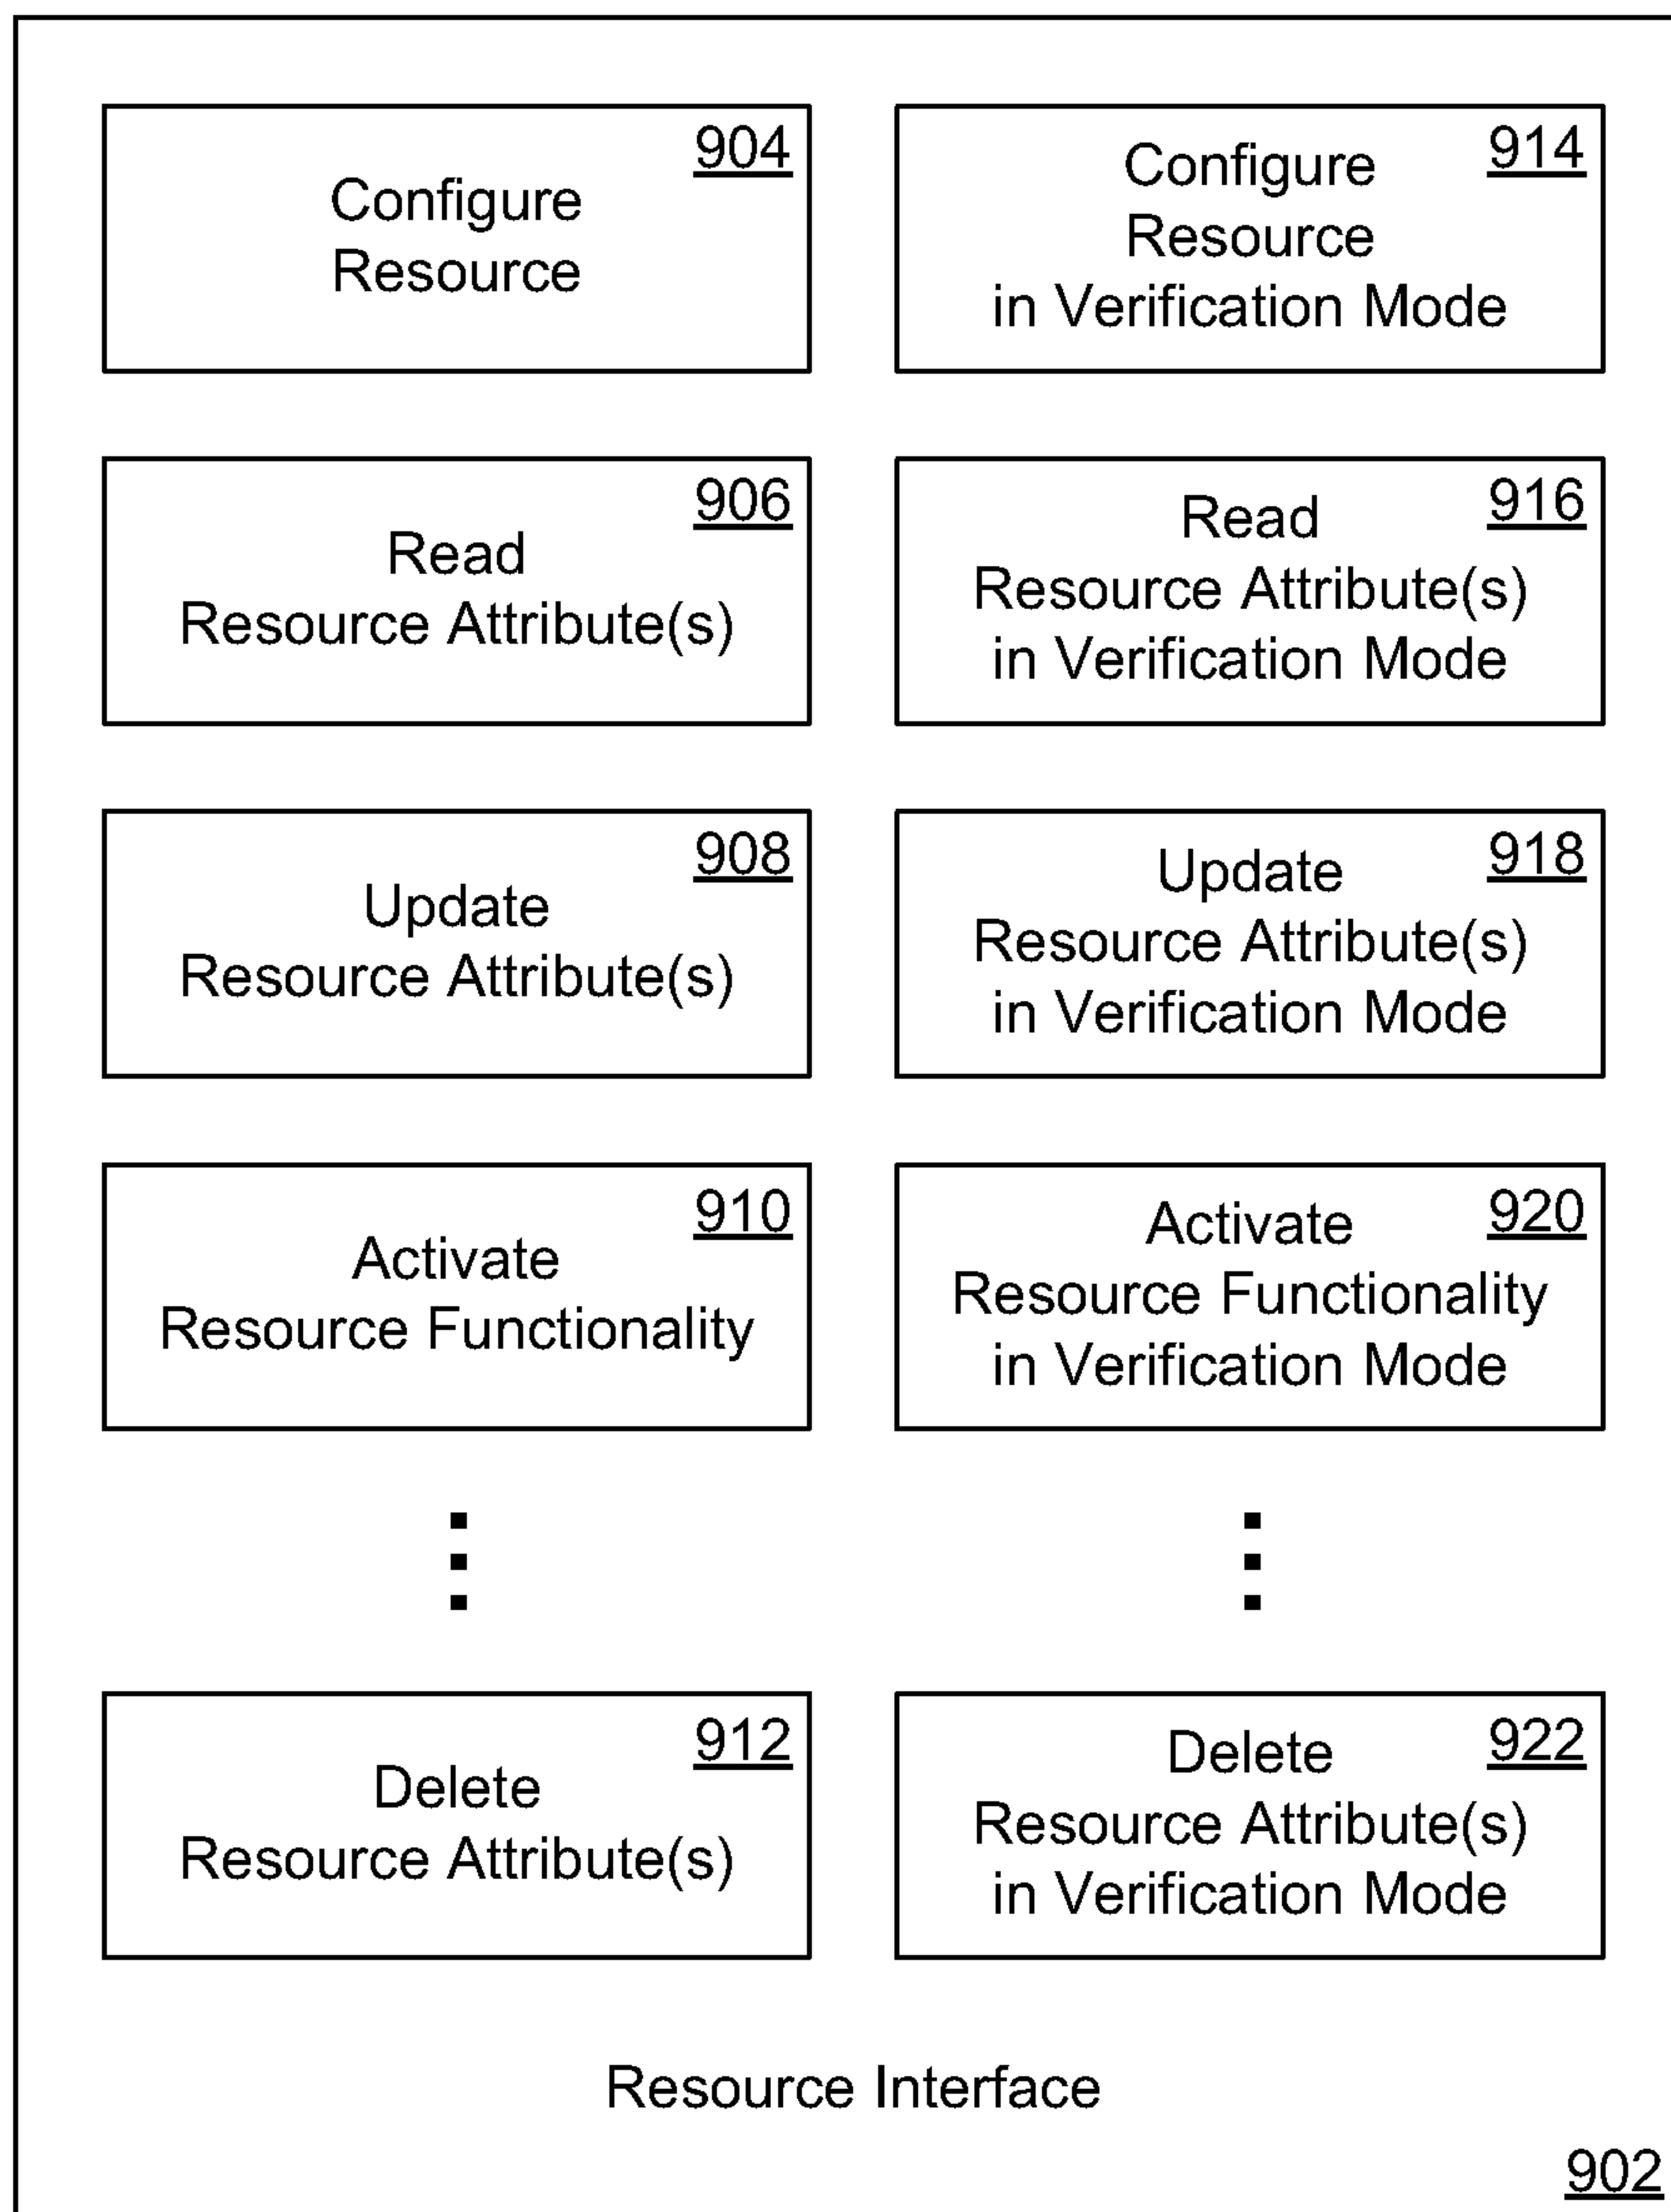 904
Configure
Resource
914
Configure
Resource
in Verification Mode
906
Read
Resource Attribute(s)
916
Read
Resource Attribute(s)
in Verification Mode
908
Update
Resource Attribute(s)
918
Update
Resource Attribute(s)
in Verification Mode
910
Activate
Resource Functionality
920
Activate
Resource Functionality
in Verification Mode
912
Delete
Resource Attribute(s)
922
Delete
Resource Attribute(s)
in Verification Mode
Resource Interface
902